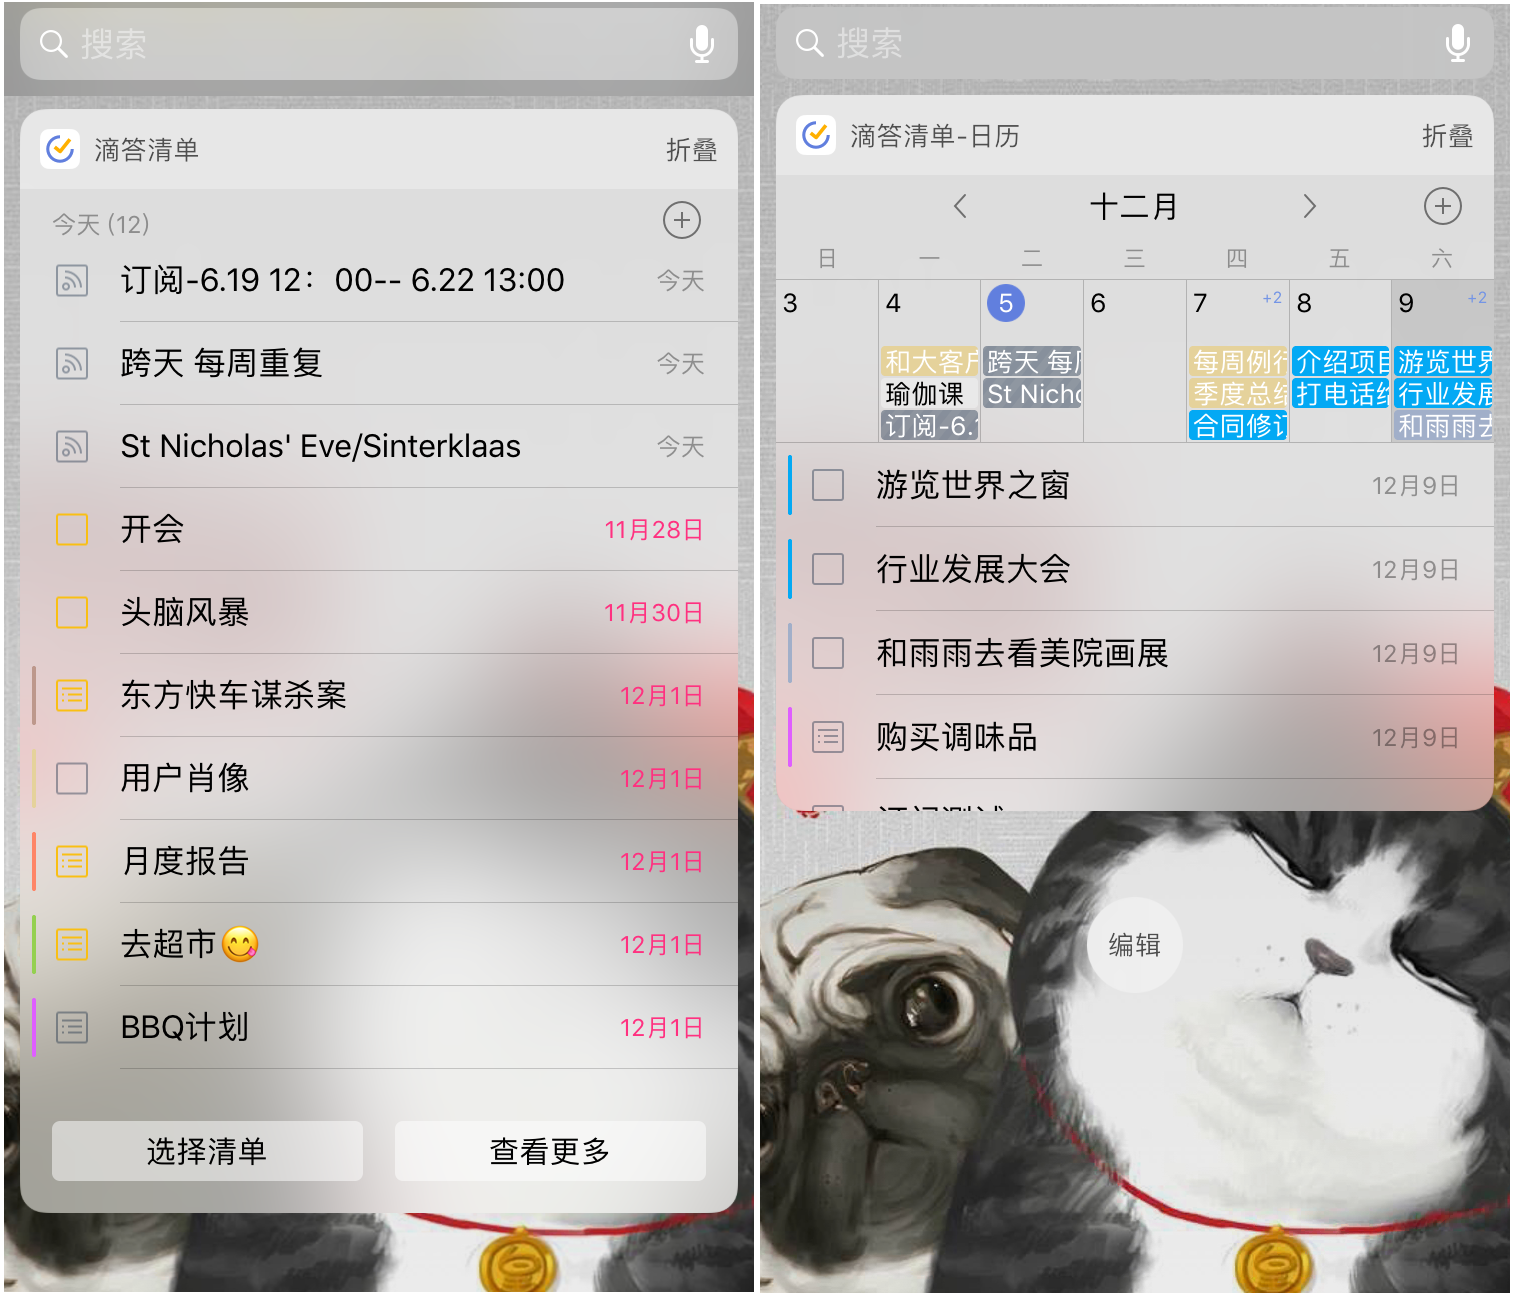 搜索
滴答清单
折叠
今天 (12)
订阅-6.19 12：00-- 6.22 13:00
今天
跨天 每周重复
今天
St Nicholas' Eve/Sinterklaas
今天
开会
11月28日
头脑风暴
11月30日
东方快车谋杀案
12月1日
用户肖像
12月1日
月度报告
12月1日
去超市😋
12月1日
BBQ计划
12月1日
选择清单
查看更多
搜索
滴答清单-日历
折叠
十二月
日 一 二 三 四 五 六
3 4 5 6 7 +2 8 9 +2
和大客户
跨天 每
每周例行
介绍项目
游览世界
瑜伽课
St Nicho
季度总结
打电话给
行业发展
订阅-6.
合同修订
和雨雨去
游览世界之窗
12月9日
行业发展大会
12月9日
和雨雨去看美院画展
12月9日
购买调味品
12月9日
编辑